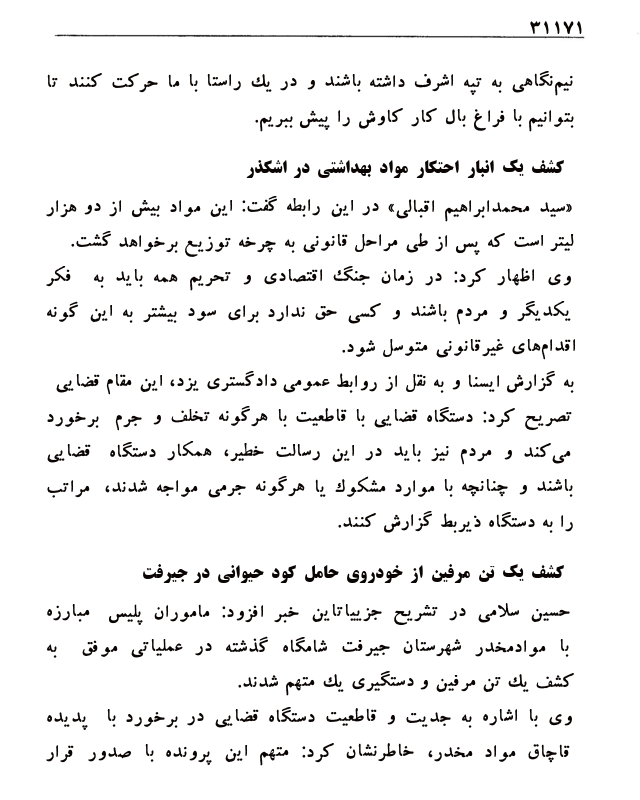 ۳۱۱۷۱
نیم‌نگاهی به تپه اشرف داشته باشند و در یك راستا با ما حرکت کنند تا
بتوانیم با فراغ بال کار کاوش را پیش ببریم.
کشف یک انبار احتکار مواد بهداشتی در اشکذر
«سید محمدابراهیم اقبالی» در این رابطه گفت: این مواد بیش از دو هزار
لیتر است که پس از طی مراحل قانونی به چرخه توزیع برخواهد گشت.
وی اظهار کرد: در زمان جنگ اقتصادی و تحریم همه باید به فکر
یکدیگر و مردم باشند و کسی حق ندارد برای سود بیشتر به این گونه
اقدام‌های غیرقانونی متوسل شود.
به گزارش ایسنا و به نقل از روابط عمومی دادگستری یزد، این مقام قضایی
تصریح کرد: دستگاه قضایی با قاطعیت با هرگونه تخلف و جرم برخورد
می‌کند و مردم نیز باید در این رسالت خطیر، همکار دستگاه قضایی
باشند و چنانچه با موارد مشکوك یا هرگونه جرمی مواجه شدند، مراتب
را به دستگاه ذیربط گزارش کنند.
کشف یک تن مرفین از خودروی حامل کود حیوانی در جیرفت
حسین سلامی در تشریح جزییاتاین خبر افزود: ماموران پلیس مبارزه
با موادمخدر شهرستان جیرفت شامگاه گذشته در عملیاتی موفق به
کشف یك تن مرفین و دستگیری یك متهم شدند.
وی با اشاره به جدیت و قاطعیت دستگاه قضایی در برخورد با پدیده
قاچاق مواد مخدر، خاطرنشان کرد: متهم این پرونده با صدور قرار